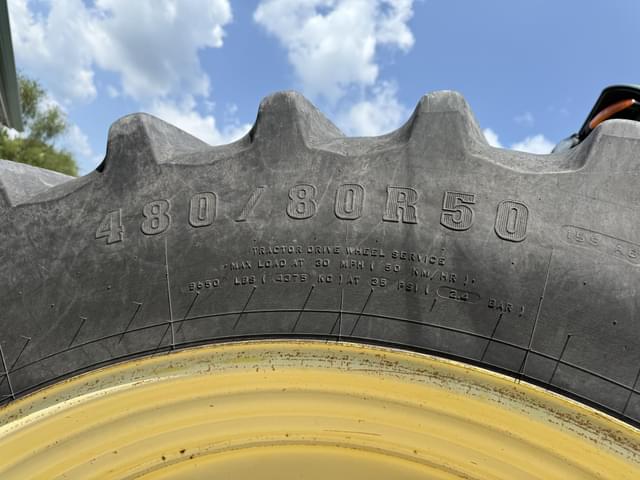 480/80R50
TRACTOR DRIVE WHEEL SERVICE
MAX LOAD AT 30 MPH ( 50 KM/HR )
9650 LBS ( 4375 KG ) AT 35 PSI ( 2.4 BAR )